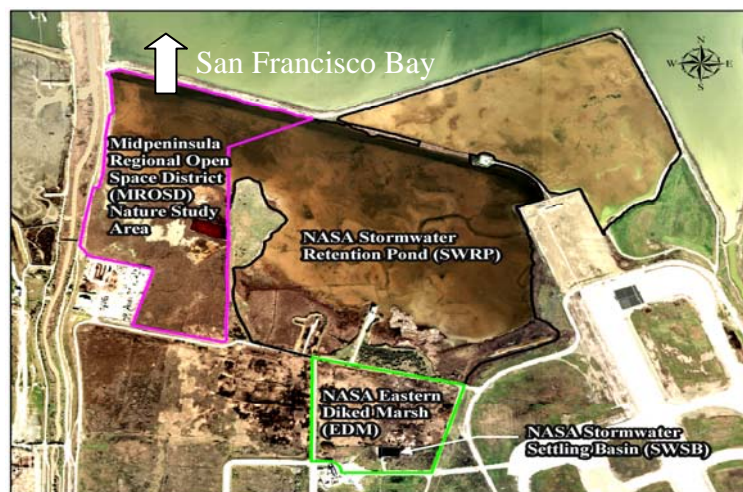 San Francisco Bay
N
W
E
S
Midpeninsula
Regional Open
Space District
(MROSD)
Nature Study
Area
NASA Stormwater
Retention Pond (SWRP)
NASA Eastern
Diked Marsh
(EDM)
NASA Stormwater
Settling Basin (SWSB)